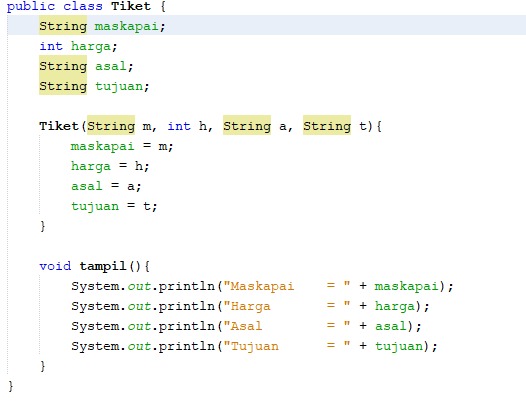 public class Tiket {
    String maskapai;
    int harga;
    String asal;
    String tujuan;

    Tiket(String m, int h, String a, String t){
        maskapai = m;
        harga = h;
        asal = a;
        tujuan = t;
    }

    void tampil(){
        System.out.println("Maskapai    = " + maskapai);
        System.out.println("Harga       = " + harga);
        System.out.println("Asal        = " + asal);
        System.out.println("Tujuan      = " + tujuan);
    }
}